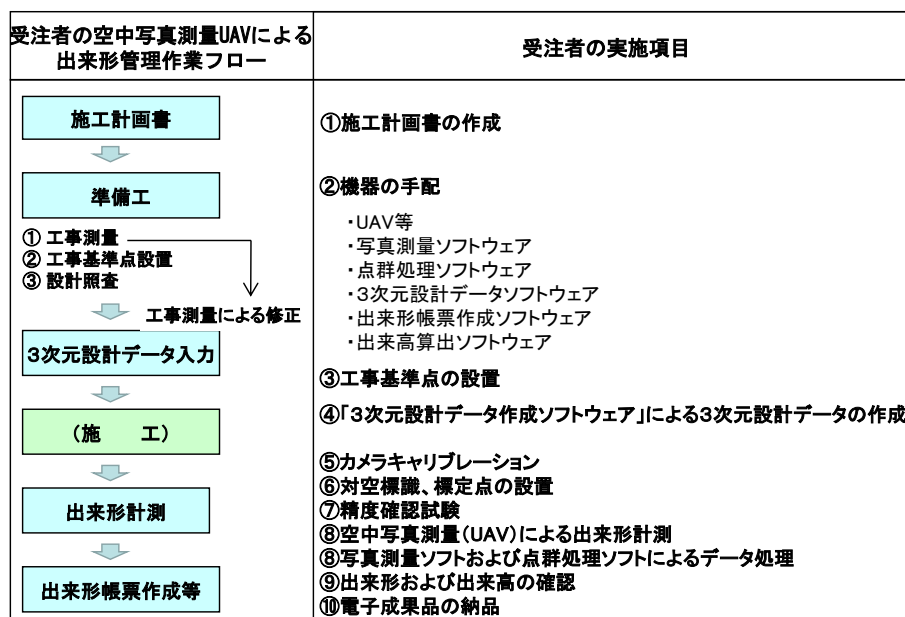 受注者の空中写真測量UAVによる
出来形管理作業フロー
受注者の実施項目
施工計画書
準備工
① 工事測量
② 工事基準点設置
③ 設計照査
工事測量による修正
3次元設計データ入力
(施 工)
出来形計測
出来形帳票作成等
①施工計画書の作成
②機器の手配
・UAV等
・写真測量ソフトウェア
・点群処理ソフトウェア
・3次元設計データソフトウェア
・出来形帳票作成ソフトウェア
・出来高算出ソフトウェア
③工事基準点の設置
④「3次元設計データ作成ソフトウェア」による3次元設計データの作成
⑤カメラキャリブレーション
⑥対空標識、標定点の設置
⑦精度確認試験
⑧空中写真測量(UAV)による出来形計測
⑧写真測量ソフトおよび点群処理ソフトによるデータ処理
⑨出来形および出来高の確認
⑩電子成果品の納品